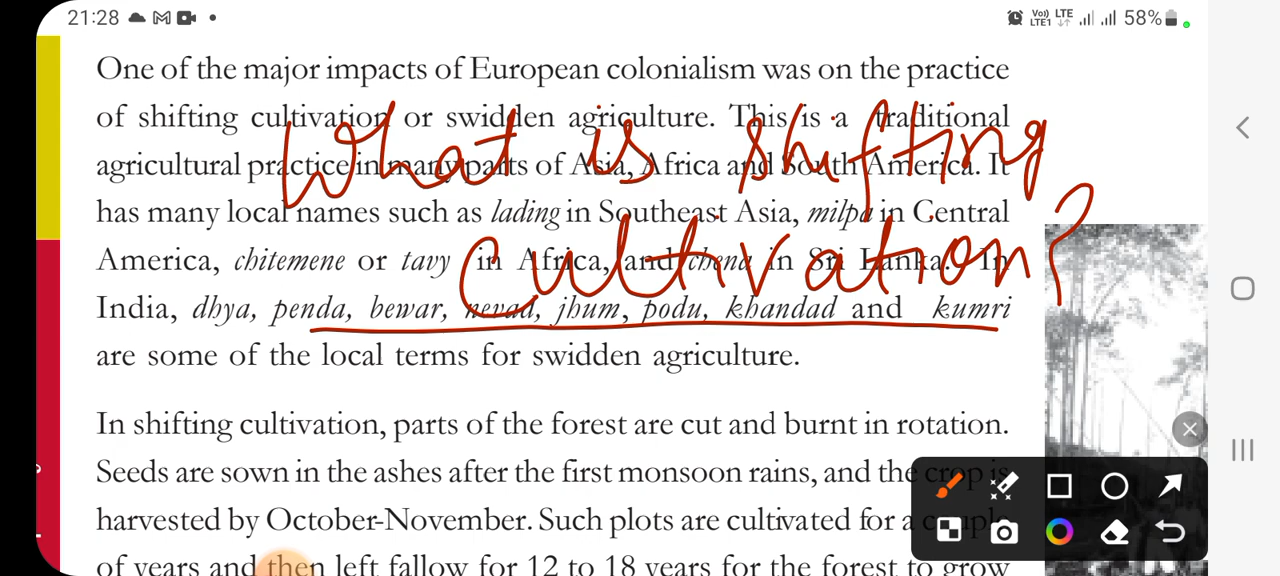 21:28
Vo)) LTE
LTE1
58%
One of the major impacts of European colonialism was on the practice
of shifting cultivation or swidden agriculture. This is a traditional
agricultural practice in many parts of Asia, Africa and South America. It
has many local names such as lading in Southeast Asia, milpa in Central
America, chitemene or tavy in Africa, and chena in Sri Lanka. In
India, dhya, penda, bewar, nevad, jhum, podu, khandad and kumri
are some of the local terms for swidden agriculture.
What is Shifting
Cultivation?
In shifting cultivation, parts of the forest are cut and burnt in rotation.
Seeds are sown in the ashes after the first monsoon rains, and the crop is
harvested by October-November. Such plots are cultivated for a couple
of years and then left fallow for 12 to 18 years for the forest to grow